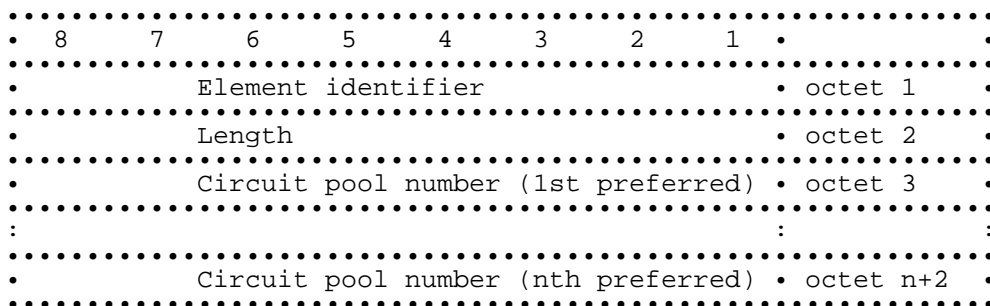 8 7 6 5 4 3 2 1
Element identifier octet 1
Length octet 2
Circuit pool number (1st preferred) octet 3
: : :
Circuit pool number (nth preferred) octet n+2